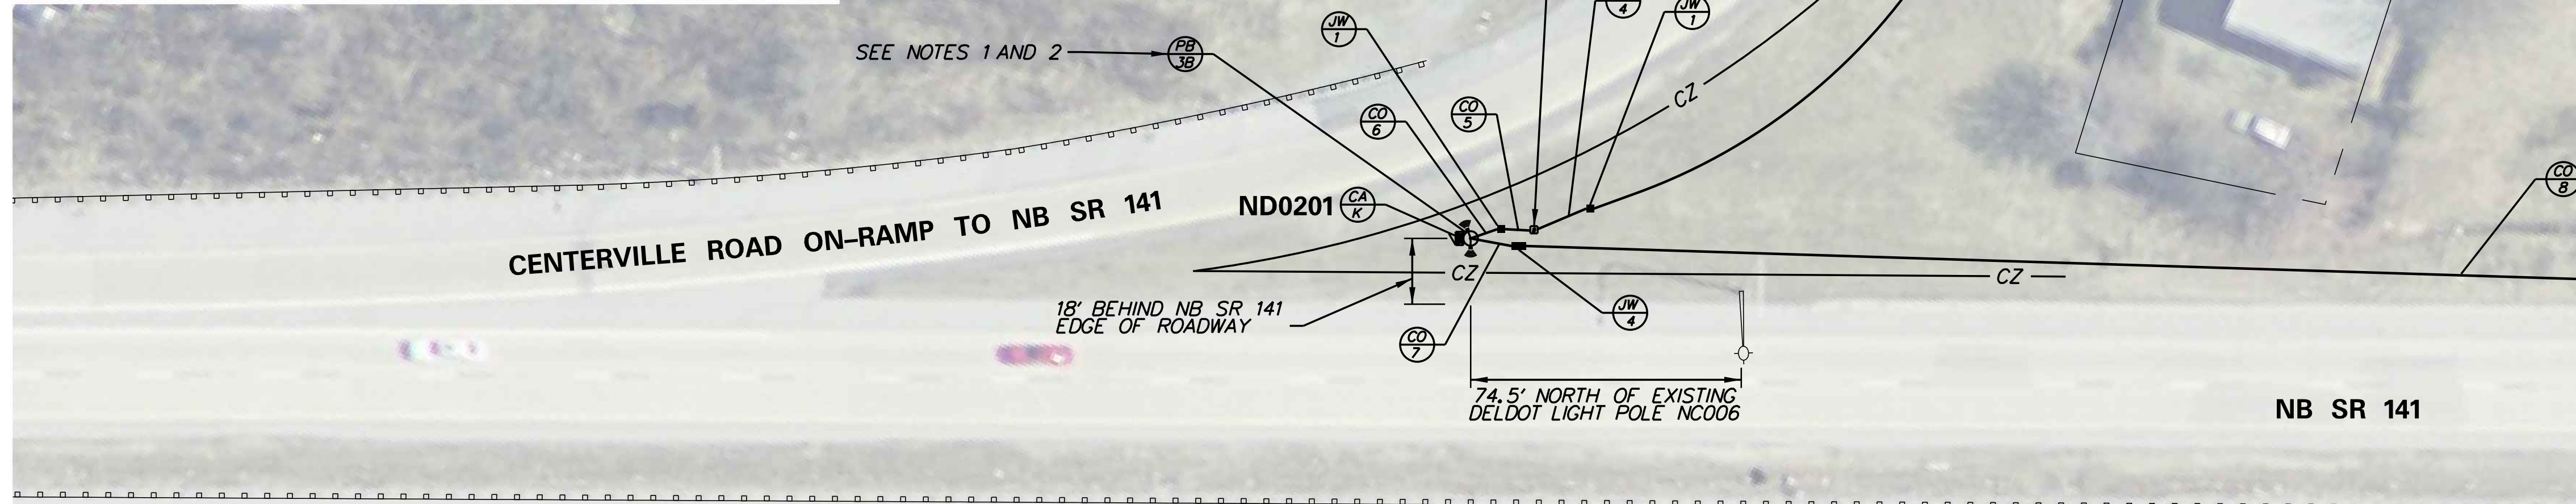 4
JW
1
JW
1
SEE NOTES 1 AND 2
PB
3B
CZ
CO
6
CO
5
CO
8
ND0201
CA
K
CENTERVILLE ROAD ON-RAMP TO NB SR 141
CZ
CZ
18' BEHIND NB SR 141
EDGE OF ROADWAY
JW
4
CO
7
74.5' NORTH OF EXISTING
DELDOT LIGHT POLE NC006
NB SR 141